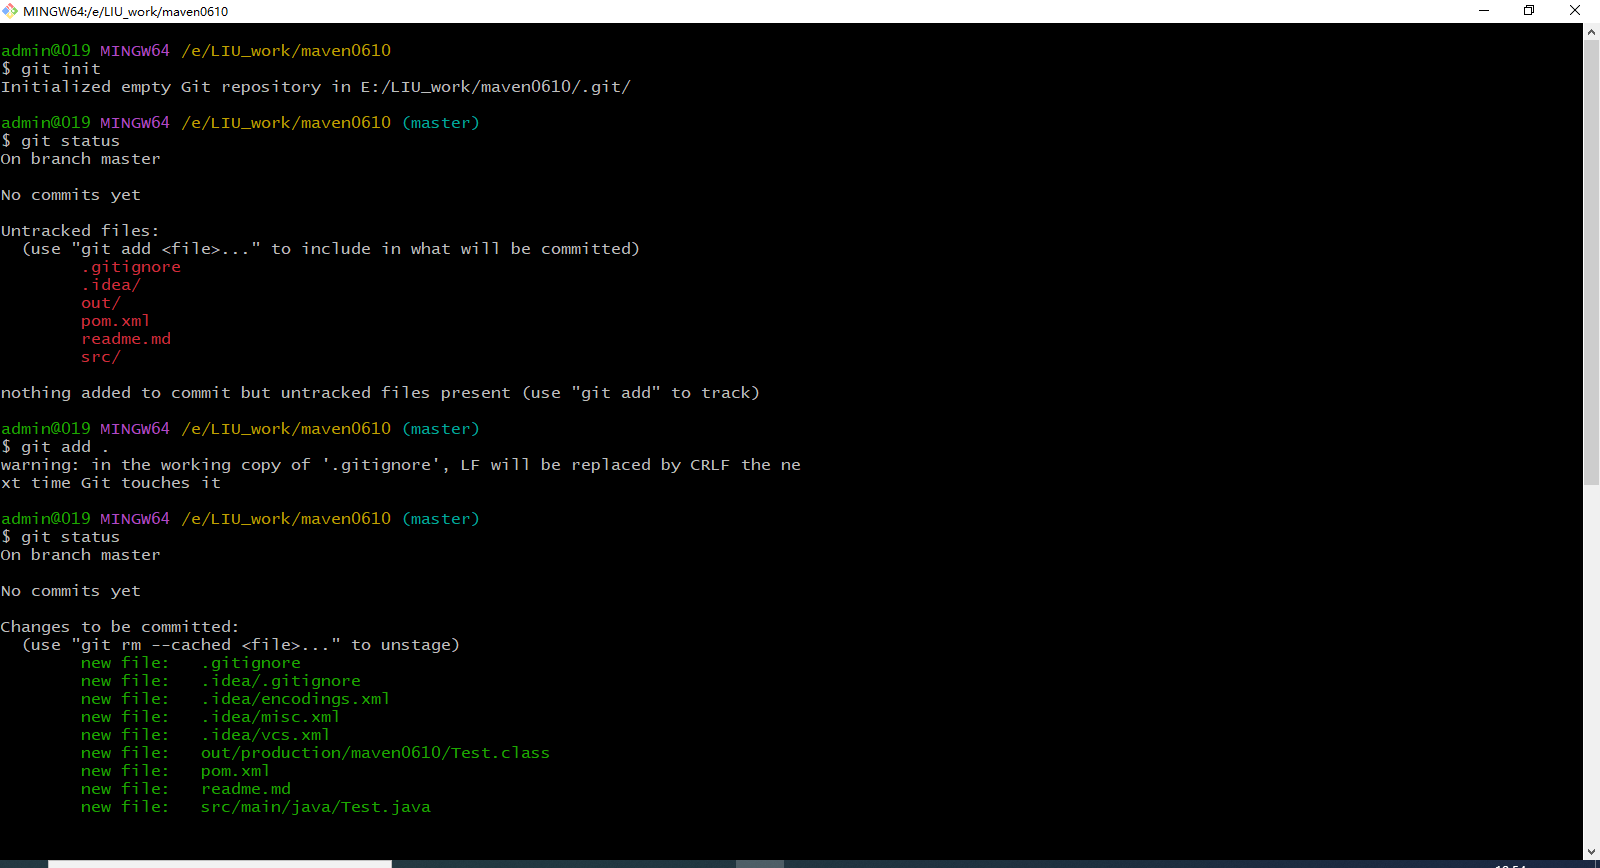 MINGW64:/e/LIU_work/maven0610
admin@019 MINGW64 /e/LIU_work/maven0610
$ git init
Initialized empty Git repository in E:/LIU_work/maven0610/.git/
admin@019 MINGW64 /e/LIU_work/maven0610 (master)
$ git status
On branch master
No commits yet
Untracked files:
(use "git add <file>..." to include in what will be committed)
.gitignore
.idea/
out/
pom.xml
readme.md
src/
nothing added to commit but untracked files present (use "git add" to track)
admin@019 MINGW64 /e/LIU_work/maven0610 (master)
$ git add .
warning: in the working copy of '.gitignore', LF will be replaced by CRLF the ne
xt time Git touches it
admin@019 MINGW64 /e/LIU_work/maven0610 (master)
$ git status
On branch master
No commits yet
Changes to be committed:
(use "git rm --cached <file>..." to unstage)
new file:   .gitignore
new file:   .idea/.gitignore
new file:   .idea/encodings.xml
new file:   .idea/misc.xml
new file:   .idea/vcs.xml
new file:   out/production/maven0610/Test.class
new file:   pom.xml
new file:   readme.md
new file:   src/main/java/Test.java